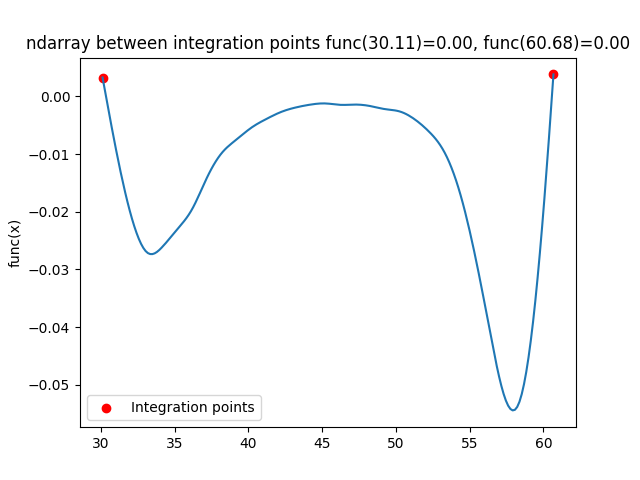 ndarray between integration points func(30.11)=0.00, func(60.68)=0.00
0.00
−0.01
−0.02
−0.03
−0.04
−0.05
func(x)
Integration points
30 35 40 45 50 55 60